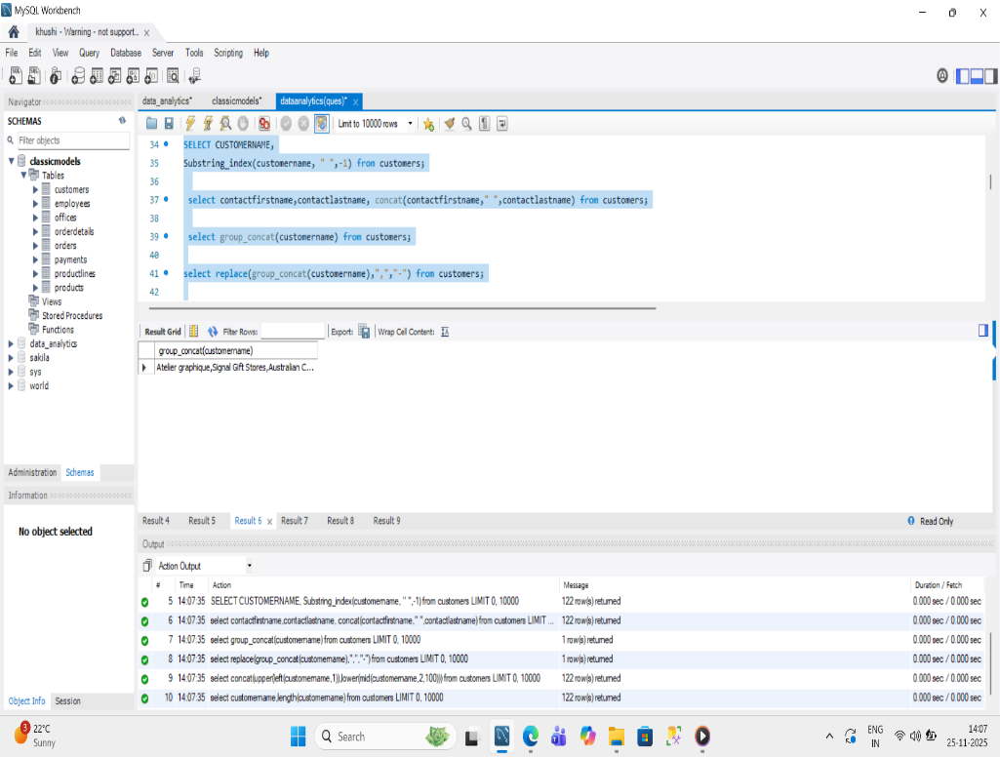 MySQL Workbench
khushi - Warning - not support...
File Edit View Query Database Server Tools Scripting Help
Navigator
SCHEMAS
Filter objects
classicmodels
Tables
customers
employees
offices
orderdetails
orders
payments
productlines
products
Views
Stored Procedures
Functions
data_analytics
sakila
sys
world
Administration Schemas
Information
No object selected
Object Info Session
data_analytics* classicmodels* dataanalytics(ques)*
Limit to 10000 rows
34 SELECT CUSTOMERNAME,
35 Substring_index(customername, " ",-1) from customers;
36
37 select contactfirstname,contactlastname, concat(contactfirstname," ",contactlastname) from customers;
38
39 select group_concat(customername) from customers;
40
41 select replace(group_concat(customername),",","-") from customers;
42
Result Grid Filter Rows: Export: Wrap Cell Content:
group_concat(customername)
Atelier graphique,Signal Gift Stores,Australian C...
Result 4 Result 5 Result 6 Result 7 Result 8 Result 9 Read Only
Output
Action Output
# Time Action Message Duration / Fetch
5 14:07:35 SELECT CUSTOMERNAME, Substring_index(customername, " ",-1) from customers LIMIT 0, 10000 122 row(s) returned 0.000 sec / 0.000 sec
6 14:07:35 select contactfirstname,contactlastname, concat(contactfirstname," ",contactlastname) from customers LIMIT ... 122 row(s) returned 0.000 sec / 0.000 sec
7 14:07:35 select group_concat(customername) from customers LIMIT 0, 10000 1 row(s) returned 0.000 sec / 0.000 sec
8 14:07:35 select replace(group_concat(customername),",","-") from customers LIMIT 0, 10000 1 row(s) returned 0.000 sec / 0.000 sec
9 14:07:35 select concat(upper(left(customername,1)),lower(mid(customername,2,100))) from customers LIMIT 0, 10000 122 row(s) returned 0.000 sec / 0.000 sec
10 14:07:35 select customername,length(customername) from customers LIMIT 0, 10000 122 row(s) returned 0.000 sec / 0.000 sec
3
22°C
Sunny
Search
ENG
IN
14:07
25-11-2025